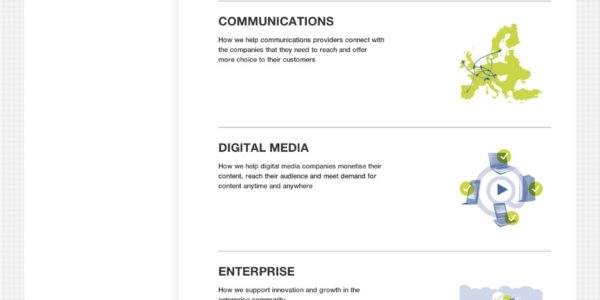 COMMUNICATIONS
How we help communications providers connect with
the companies that they need to reach and offer
more choice to their customers
DIGITAL MEDIA
How we help digital media companies monetise their
content, reach their audience and meet demand for
content anytime and anywhere
ENTERPRISE
How we support innovation and growth in the
enterprise community